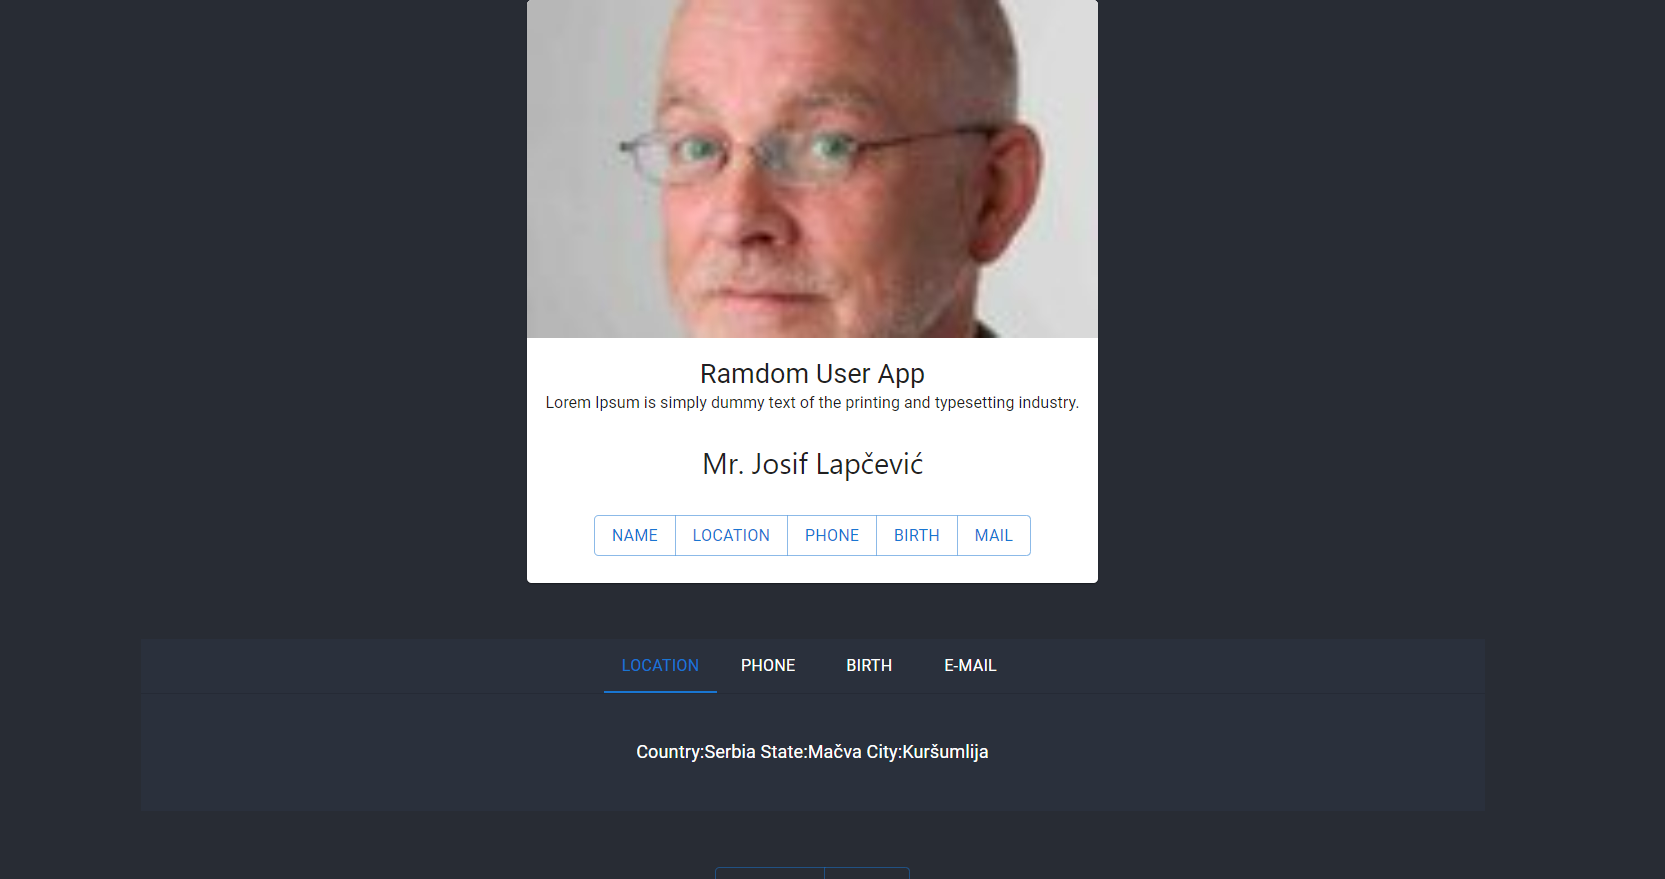 Ramdom User App
Lorem Ipsum is simply dummy text of the printing and typesetting industry.
Mr. Josif Lapčević
NAME LOCATION PHONE BIRTH MAIL
LOCATION PHONE BIRTH E-MAIL
Country:Serbia State:Mačva City:Kuršumlija